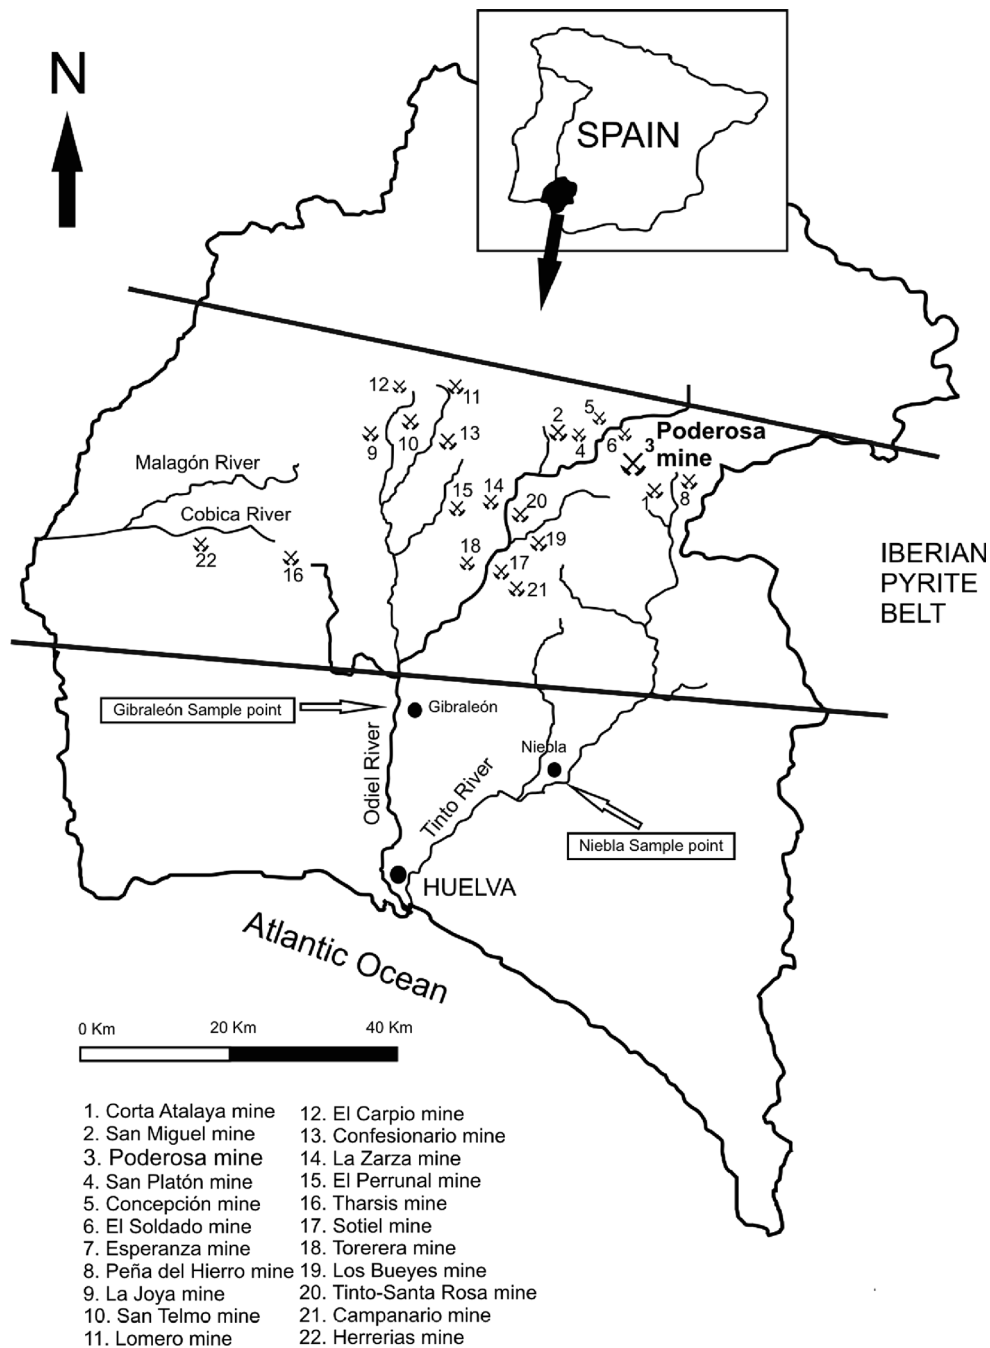 N
SPAIN
12
11
10
9
13
2
5
4
6
3
Poderosa
mine
1
8
Malagón River
Cobica River
22
16
15
14
20
19
18
17
21
IBERIAN
PYRITE
BELT
Gibraleón Sample point
Gibraleón
Odiel River
Niebla
Tinto River
Niebla Sample point
HUELVA
Atlantic Ocean
0 Km
20 Km
40 Km
1. Corta Atalaya mine
2. San Miguel mine
3. Poderosa mine
4. San Platón mine
5. Concepción mine
6. El Soldado mine
7. Esperanza mine
8. Peña del Hierro mine
9. La Joya mine
10. San Telmo mine
11. Lomero mine
12. El Carpio mine
13. Confesionario mine
14. La Zarza mine
15. El Perrunal mine
16. Tharsis mine
17. Sotiel mine
18. Torerera mine
19. Los Bueyes mine
20. Tinto-Santa Rosa mine
21. Campanario mine
22. Herrerias mine